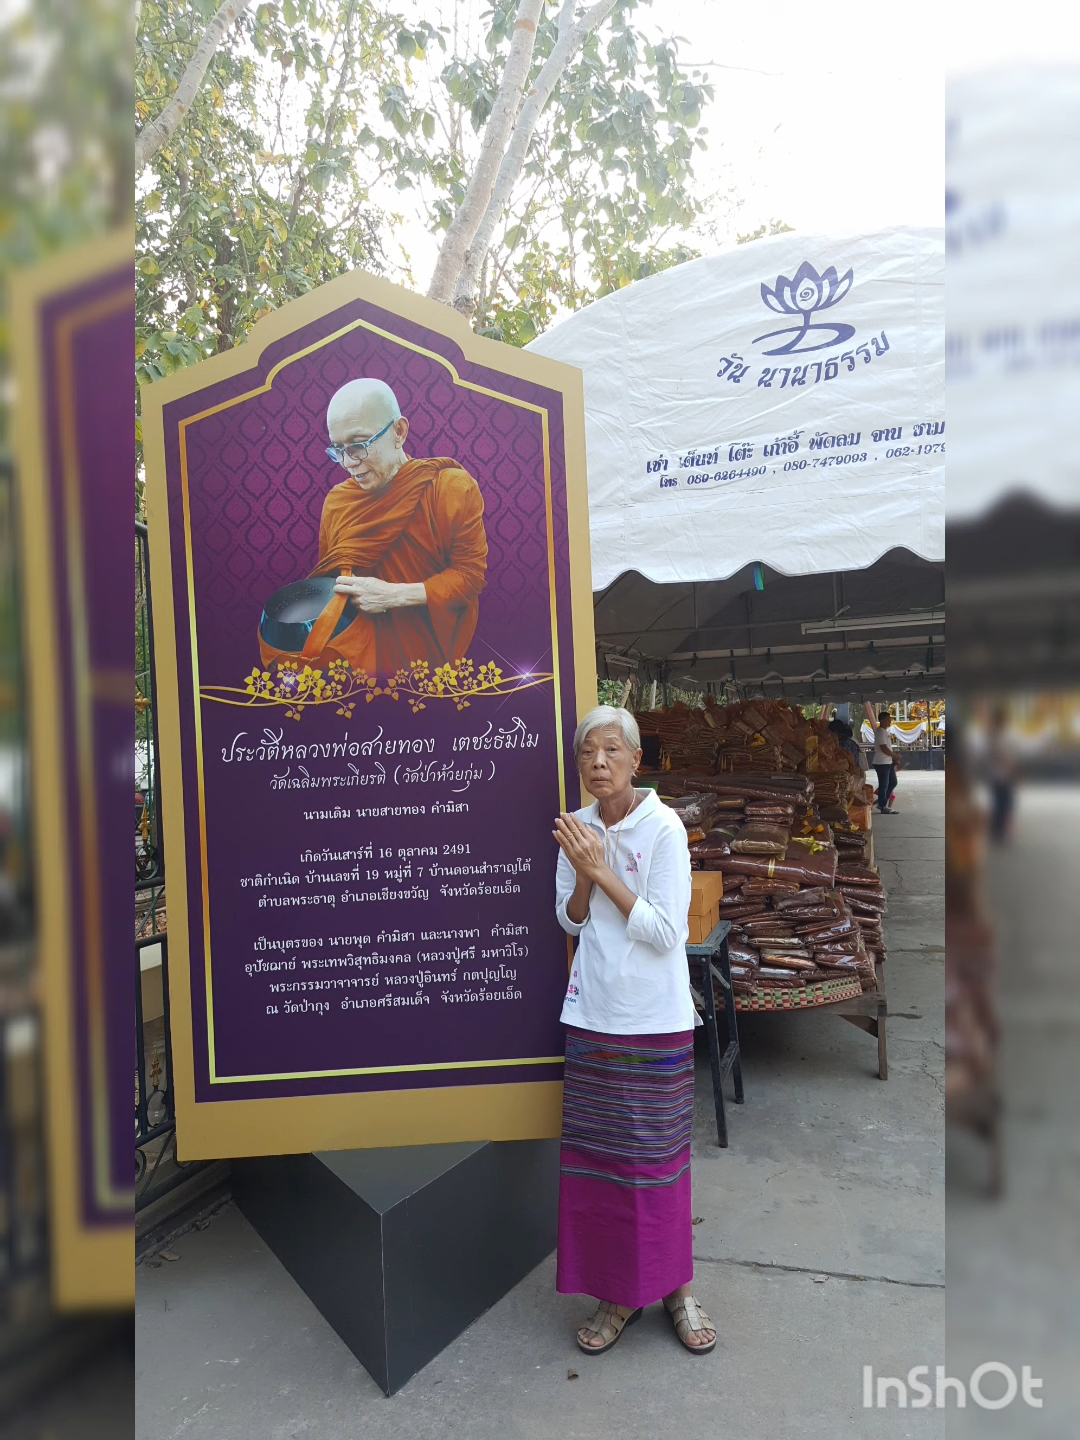 ประวัติหลวงพ่อสายทอง เตชะธัมโม
วัดเฉลิมพระเกียรติ (วัดป่าห้วยกุ่ม)
นามเดิม นายสายทอง คำมิสา
เกิดวันเสาร์ที่ 16 ตุลาคม 2491
ชาติกำเนิด บ้านเลขที่ 19 หมู่ที่ 7 บ้านดอนสำราญใต้
ตำบลพระธาตุ อำเภอเชียงขวัญ จังหวัดร้อยเอ็ด
เป็นบุตรของ นายพุด คำมิสา และนางพา คำมิสา
อุปัชฌาย์ พระเทพวิสุทธิมงคล (หลวงปู่ศรี มหาวิโร)
พระกรรมวาจาจารย์ หลวงปู่อินทร์ กตปุญโญ
ณ วัดป่ากุง อำเภอศรีสมเด็จ จังหวัดร้อยเอ็ด
วัน นานาธรรม
เช่า เต็นท์ โต๊ะ เก้าอี้ พัดลม จาน ชาม
โทร 080-6264490 , 080-7479093 , 062-1979
InShOt